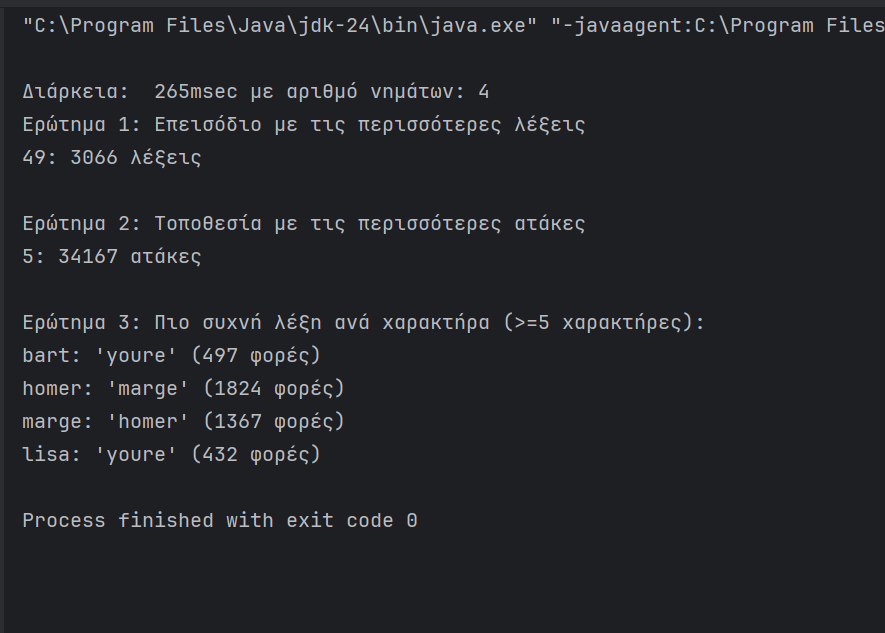 "C:\Program Files\Java\jdk-24\bin\java.exe" "-javaagent:C:\Program Files
Διάρκεια:  265msec με αριθμό νημάτων: 4
Ερώτημα 1: Επεισόδιο με τις περισσότερες λέξεις
49: 3066 λέξεις
Ερώτημα 2: Τοποθεσία με τις περισσότερες ατάκες
5: 34167 ατάκες
Ερώτημα 3: Πιο συχνή λέξη ανά χαρακτήρα (>=5 χαρακτήρες):
bart: 'youre' (497 φορές)
homer: 'marge' (1824 φορές)
marge: 'homer' (1367 φορές)
lisa: 'youre' (432 φορές)
Process finished with exit code 0